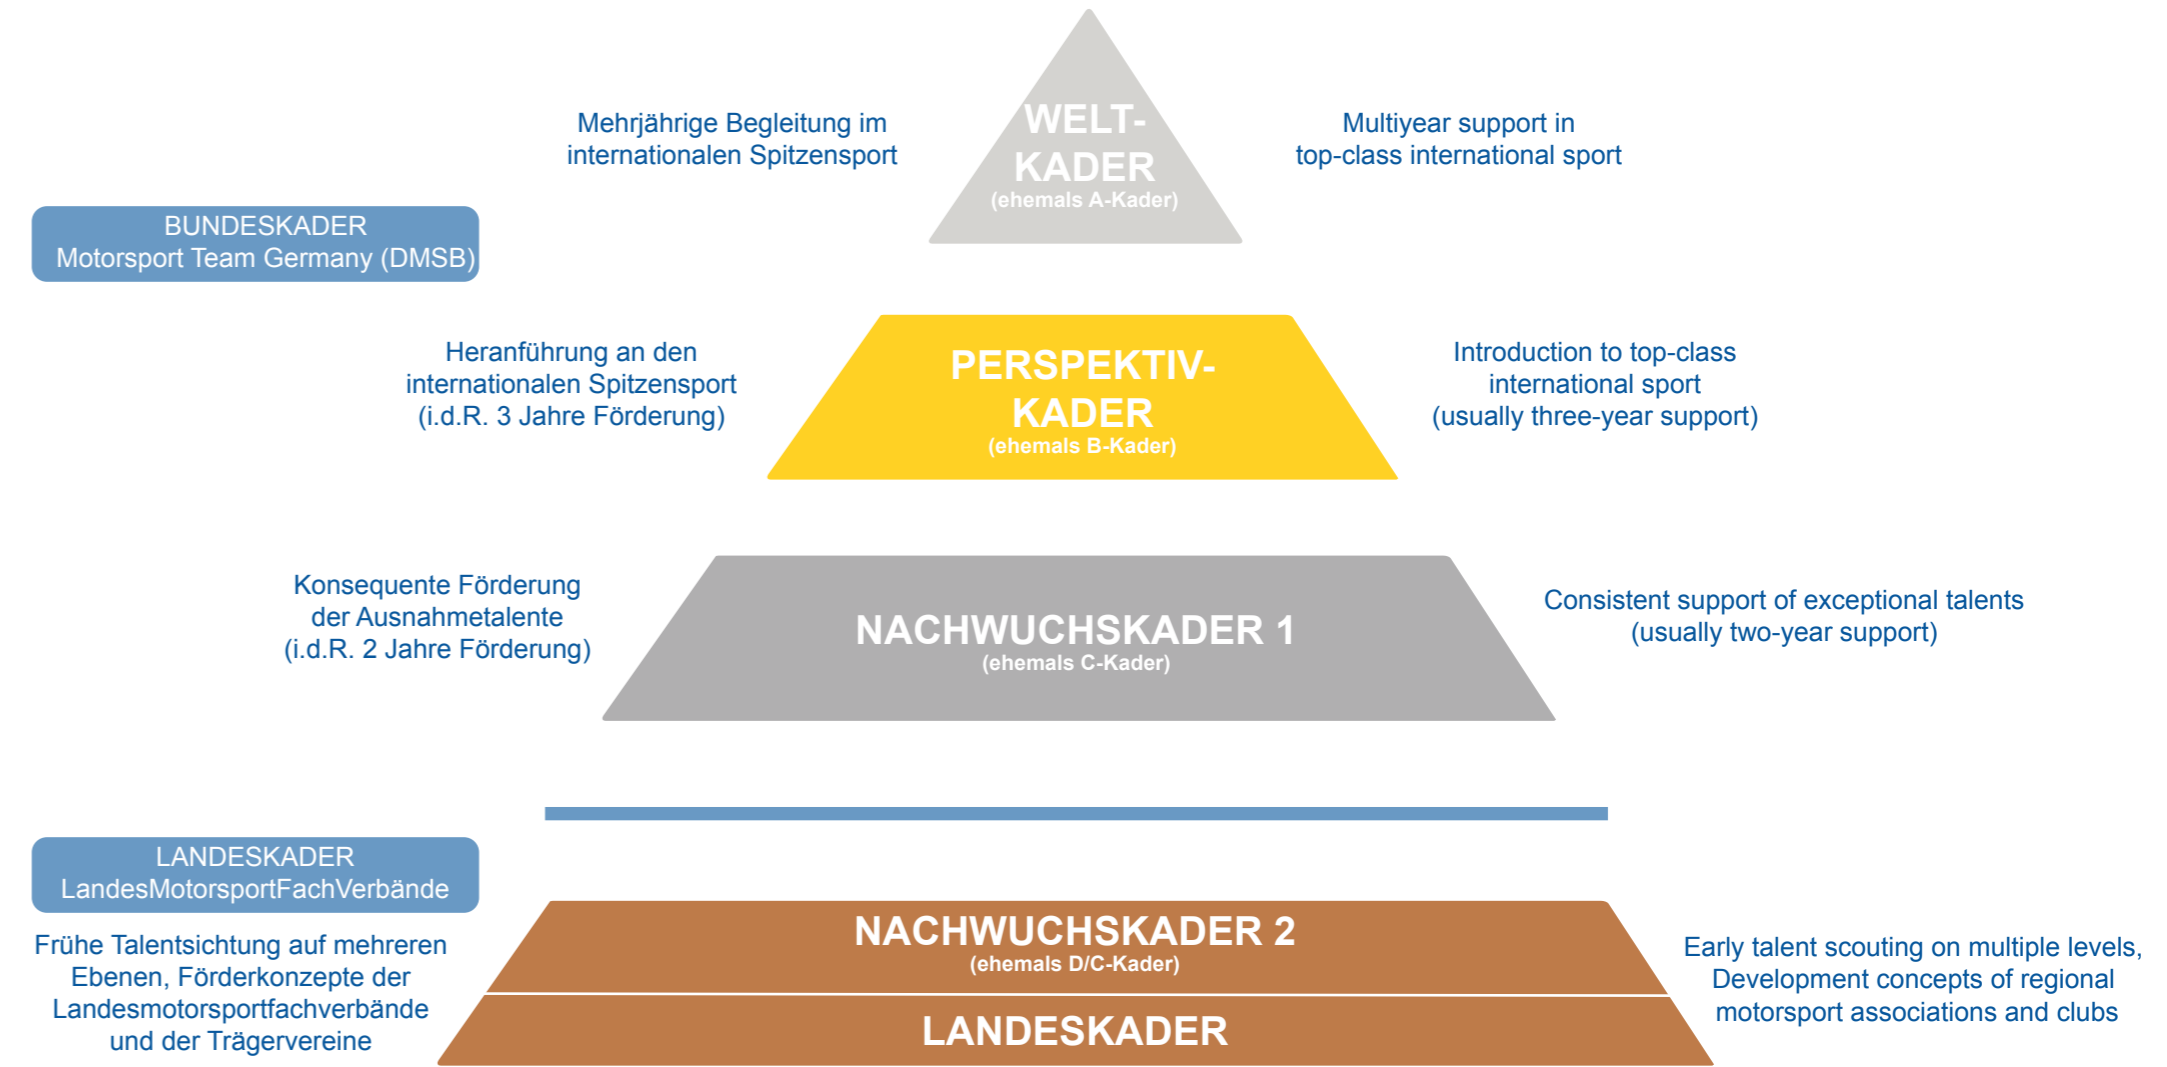 Mehrjährige Begleitung im
internationalen Spitzensport
WELT-
KADER
(ehemals A-Kader)
Multiyear support in
top-class international sport
BUNDESKADER
Motorsport Team Germany (DMSB)
Heranführung an den
internationalen Spitzensport
(i.d.R. 3 Jahre Förderung)
PERSPEKTIV-
KADER
(ehemals B-Kader)
Introduction to top-class
international sport
(usually three-year support)
Konsequente Förderung
der Ausnahmetalente
(i.d.R. 2 Jahre Förderung)
NACHWUCHSKADER 1
(ehemals C-Kader)
Consistent support of exceptional talents
(usually two-year support)
LANDESKADER
LandesMotorsportFachVerbände
Frühe Talentsichtung auf mehreren
Ebenen, Förderkonzepte der
Landesmotorsportfachverbände
und der Trägervereine
NACHWUCHSKADER 2
(ehemals D/C-Kader)
LANDESKADER
Early talent scouting on multiple levels,
Development concepts of regional
motorsport associations and clubs